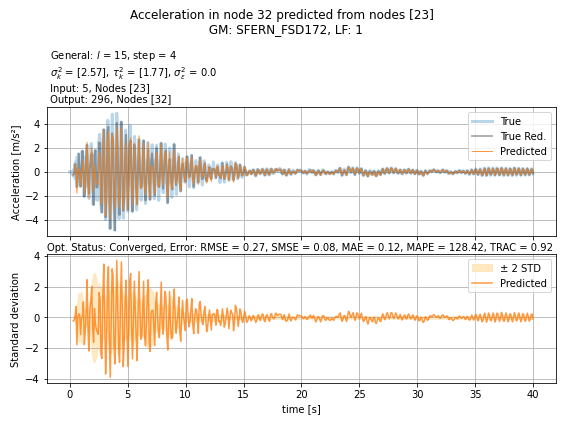 Acceleration in node 32 predicted from nodes [23]
GM: SFERN_FSD172, LF: 1
General: l = 15, step = 4
σ²ₖ = [2.57], τ²ₖ = [1.77], σ²ε = 0.0
Input: 5, Nodes [23]
Output: 296, Nodes [32]
True
True Red.
Predicted
Acceleration [m/s²]
4
2
0
−2
−4
Opt. Status: Converged, Error: RMSE = 0.27, SMSE = 0.08, MAE = 0.12, MAPE = 128.42, TRAC = 0.92
± 2 STD
Predicted
Standard deviation
4
2
0
−2
−4
0 5 10 15 20 25 30 35 40
time [s]